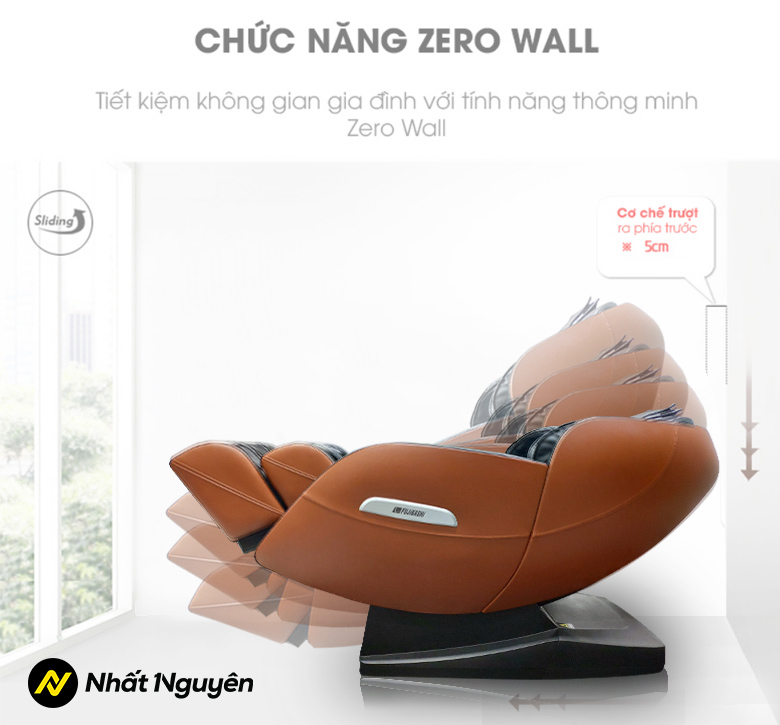 CHỨC NĂNG ZERO WALL
Tiết kiệm không gian gia đình với tính năng thông minh
Zero Wall
Sliding
Cơ chế trượt
ra phía trước
※ 5cm
FUJIKASHI
Nhất Nguyên